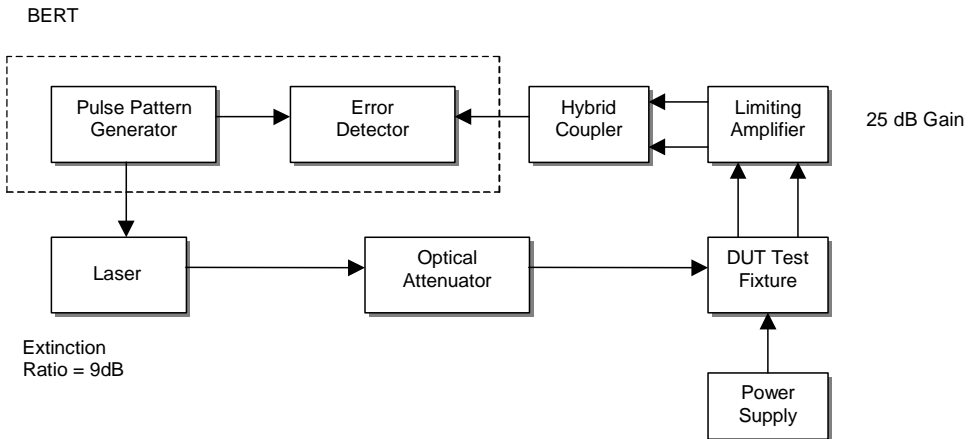 BERT
Pulse Pattern
Generator
Error
Detector
Hybrid
Coupler
Limiting
Amplifier
25 dB Gain
Laser
Optical
Attenuator
DUT Test
Fixture
Extinction
Ratio = 9dB
Power
Supply